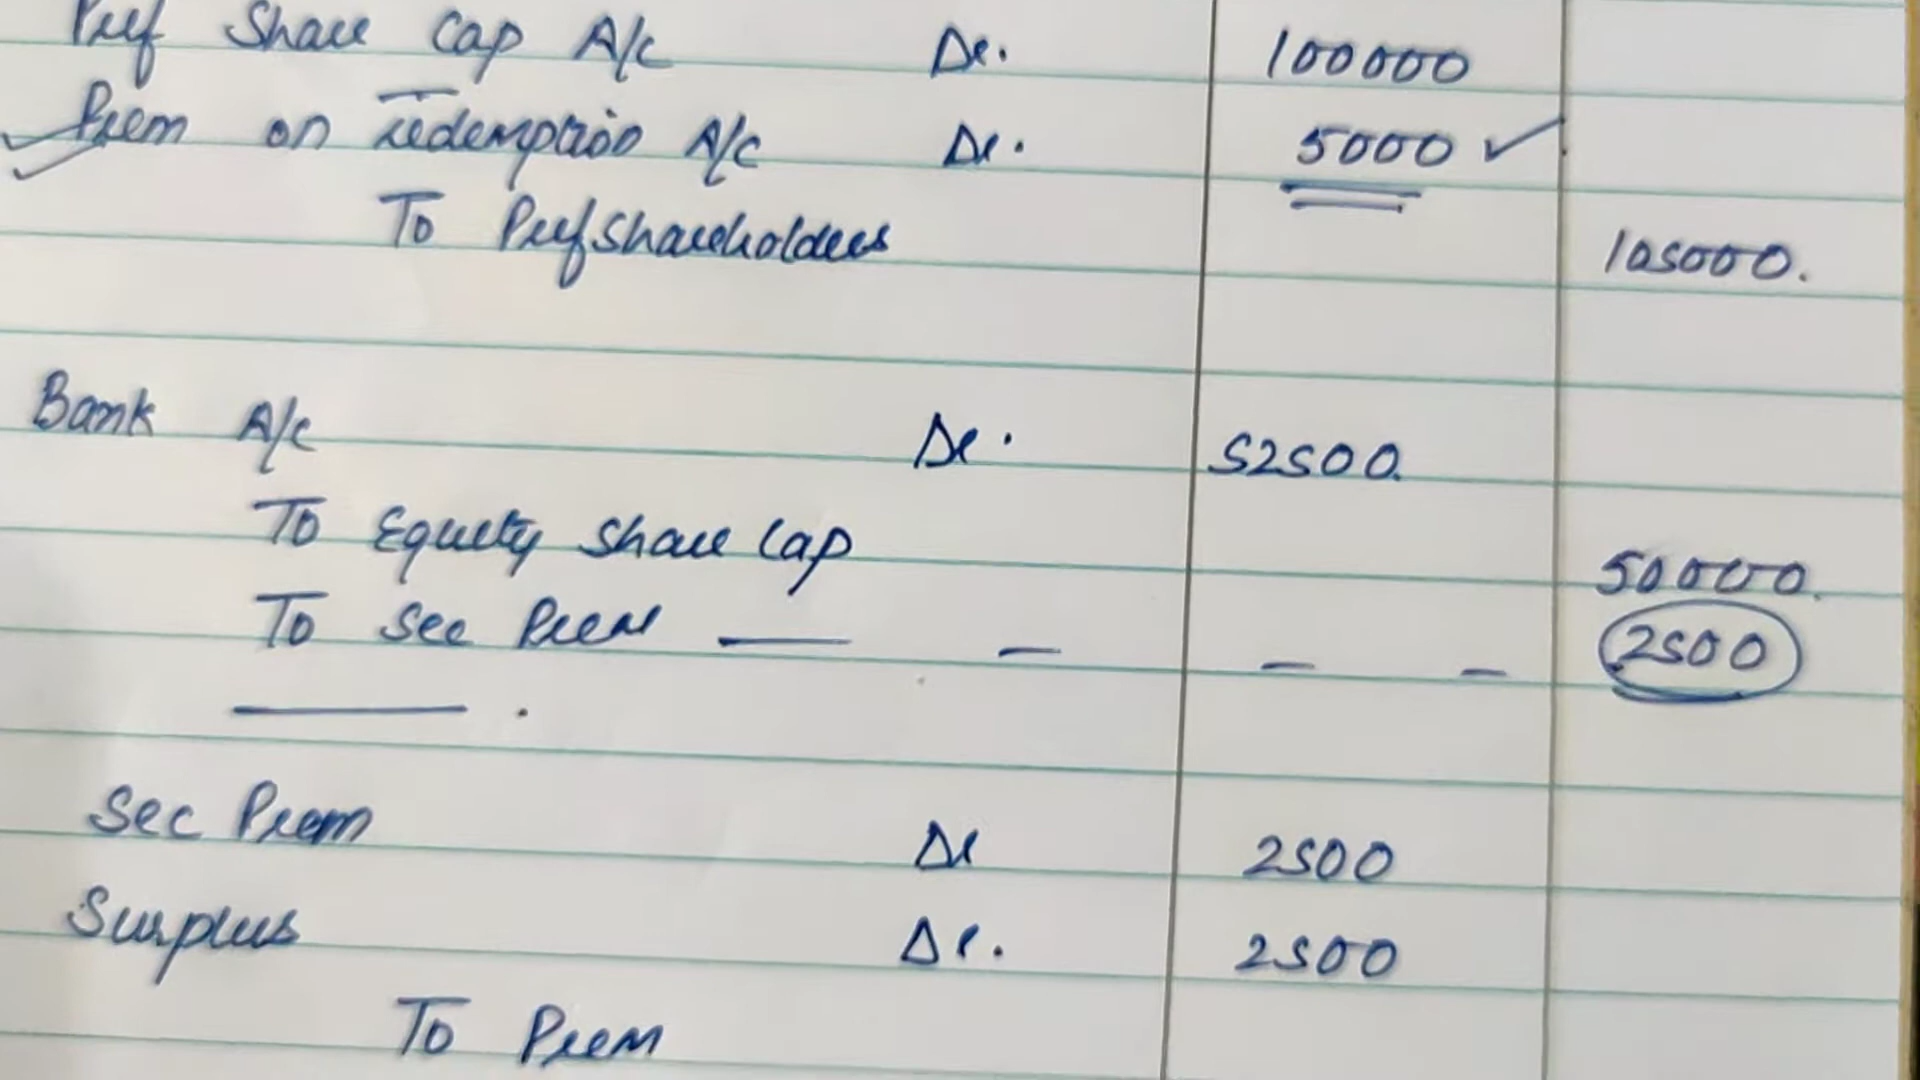 Pref Share Cap A/c Dr. 100000
Prem on redemption A/c Dr. 5000
To Pref Shareholders 105000.
Bank A/c Dr. 52500.
To Equity Share Cap 50000.
To Sec Prem 2500
Sec Prem Dr 2500
Surplus Dr. 2500
To Prem